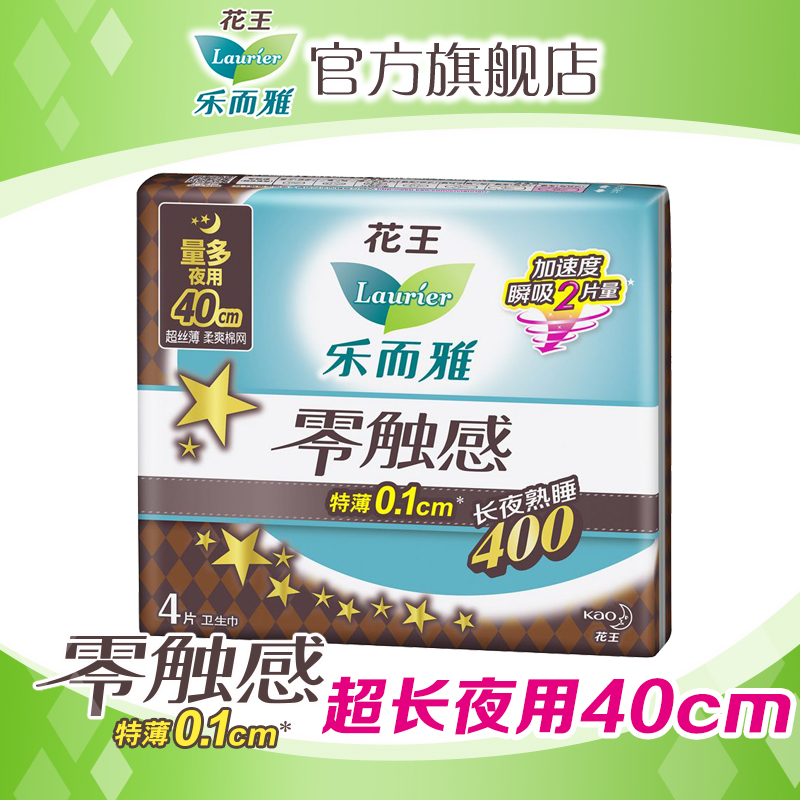 花王
Laurier
乐而雅
官方旗舰店
量多
夜用
40cm
超丝薄 柔爽棉网
花王
Laurier
乐而雅
加速度
瞬吸2片量*
零触感
特薄0.1cm*
长夜熟睡
400
4片 卫生巾
Kao
花王
零触感
特薄0.1cm*
超长夜用40cm